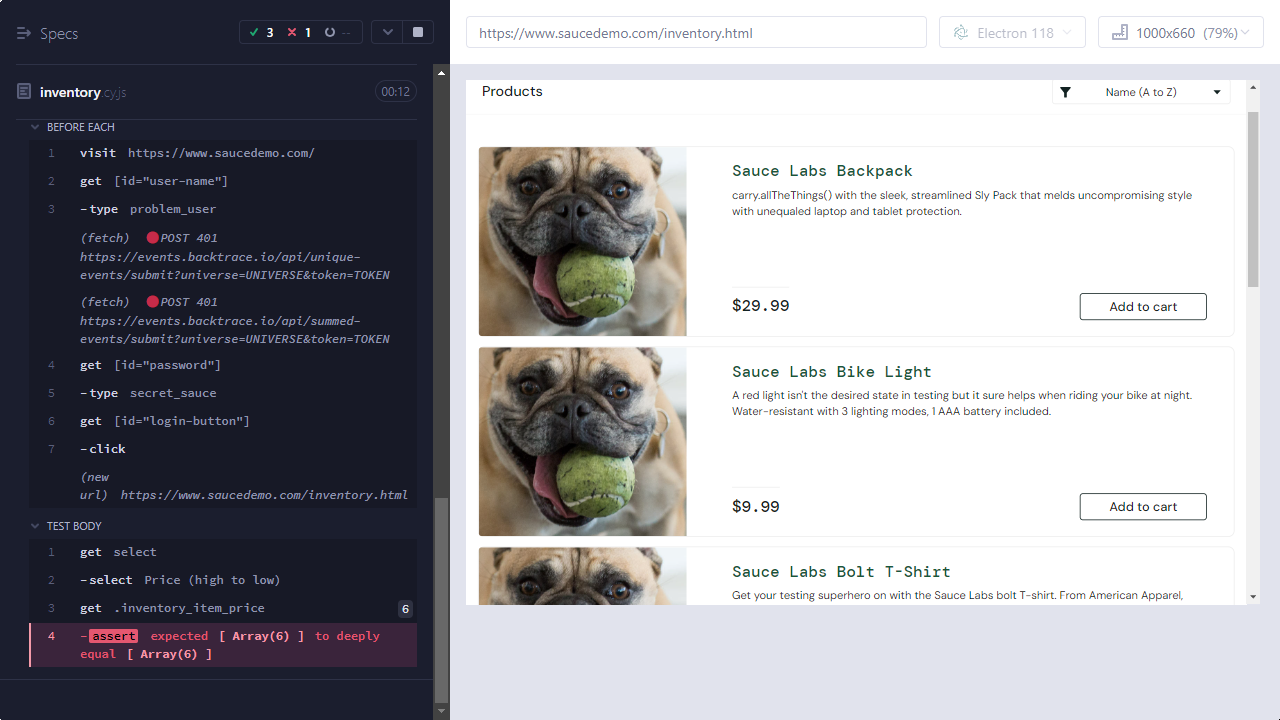 Specs
3
1
--
https://www.saucedemo.com/inventory.html
Electron 118
1000x660 (79%)
inventory.cy.js
00:12
BEFORE EACH
1 visit https://www.saucedemo.com/
2 get [id="user-name"]
3 -type problem_user
(fetch) POST 401
https://events.backtrace.io/api/unique-
events/submit?universe=UNIVERSE&token=TOKEN
(fetch) POST 401
https://events.backtrace.io/api/summed-
events/submit?universe=UNIVERSE&token=TOKEN
4 get [id="password"]
5 -type secret_sauce
6 get [id="login-button"]
7 -click
(new
url) https://www.saucedemo.com/inventory.html
TEST BODY
1 get select
2 -select Price (high to low)
3 get .inventory_item_price 6
4 -assert expected [ Array(6) ] to deeply
equal [ Array(6) ]
Products
Name (A to Z)
Sauce Labs Backpack
carry.allTheThings() with the sleek, streamlined Sly Pack that melds uncompromising style
with unequaled laptop and tablet protection.
$29.99
Add to cart
Sauce Labs Bike Light
A red light isn't the desired state in testing but it sure helps when riding your bike at night.
Water-resistant with 3 lighting modes, 1 AAA battery included.
$9.99
Add to cart
Sauce Labs Bolt T-Shirt
Get your testing superhero on with the Sauce Labs bolt T-shirt. From American Apparel,